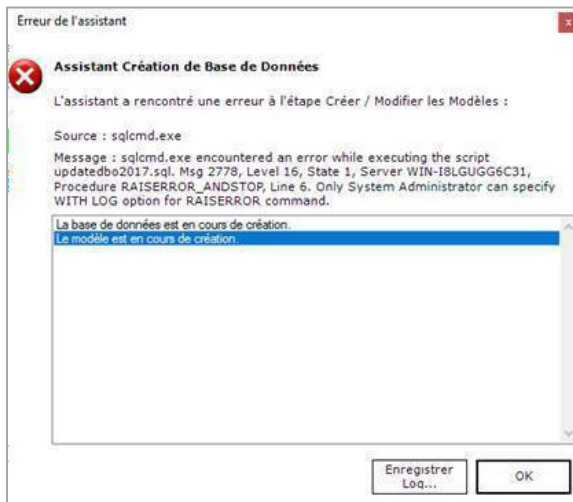 Erreur de l'assistant
x
Assistant Création de Base de Données
L'assistant a rencontré une erreur à l'étape Créer / Modifier les Modèles :
Source : sqlcmd.exe
Message : sqlcmd.exe encountered an error while executing the script
updatedbo2017.sql. Msg 2778, Level 16, State 1, Server WIN-I8LGUGG6C31,
Procedure RAISERROR_ANDSTOP, Line 6. Only System Administrator can specify
WITH LOG option for RAISERROR command.
La base de données est en cours de création.
Le modèle est en cours de création.
Enregistrer
Log...
OK